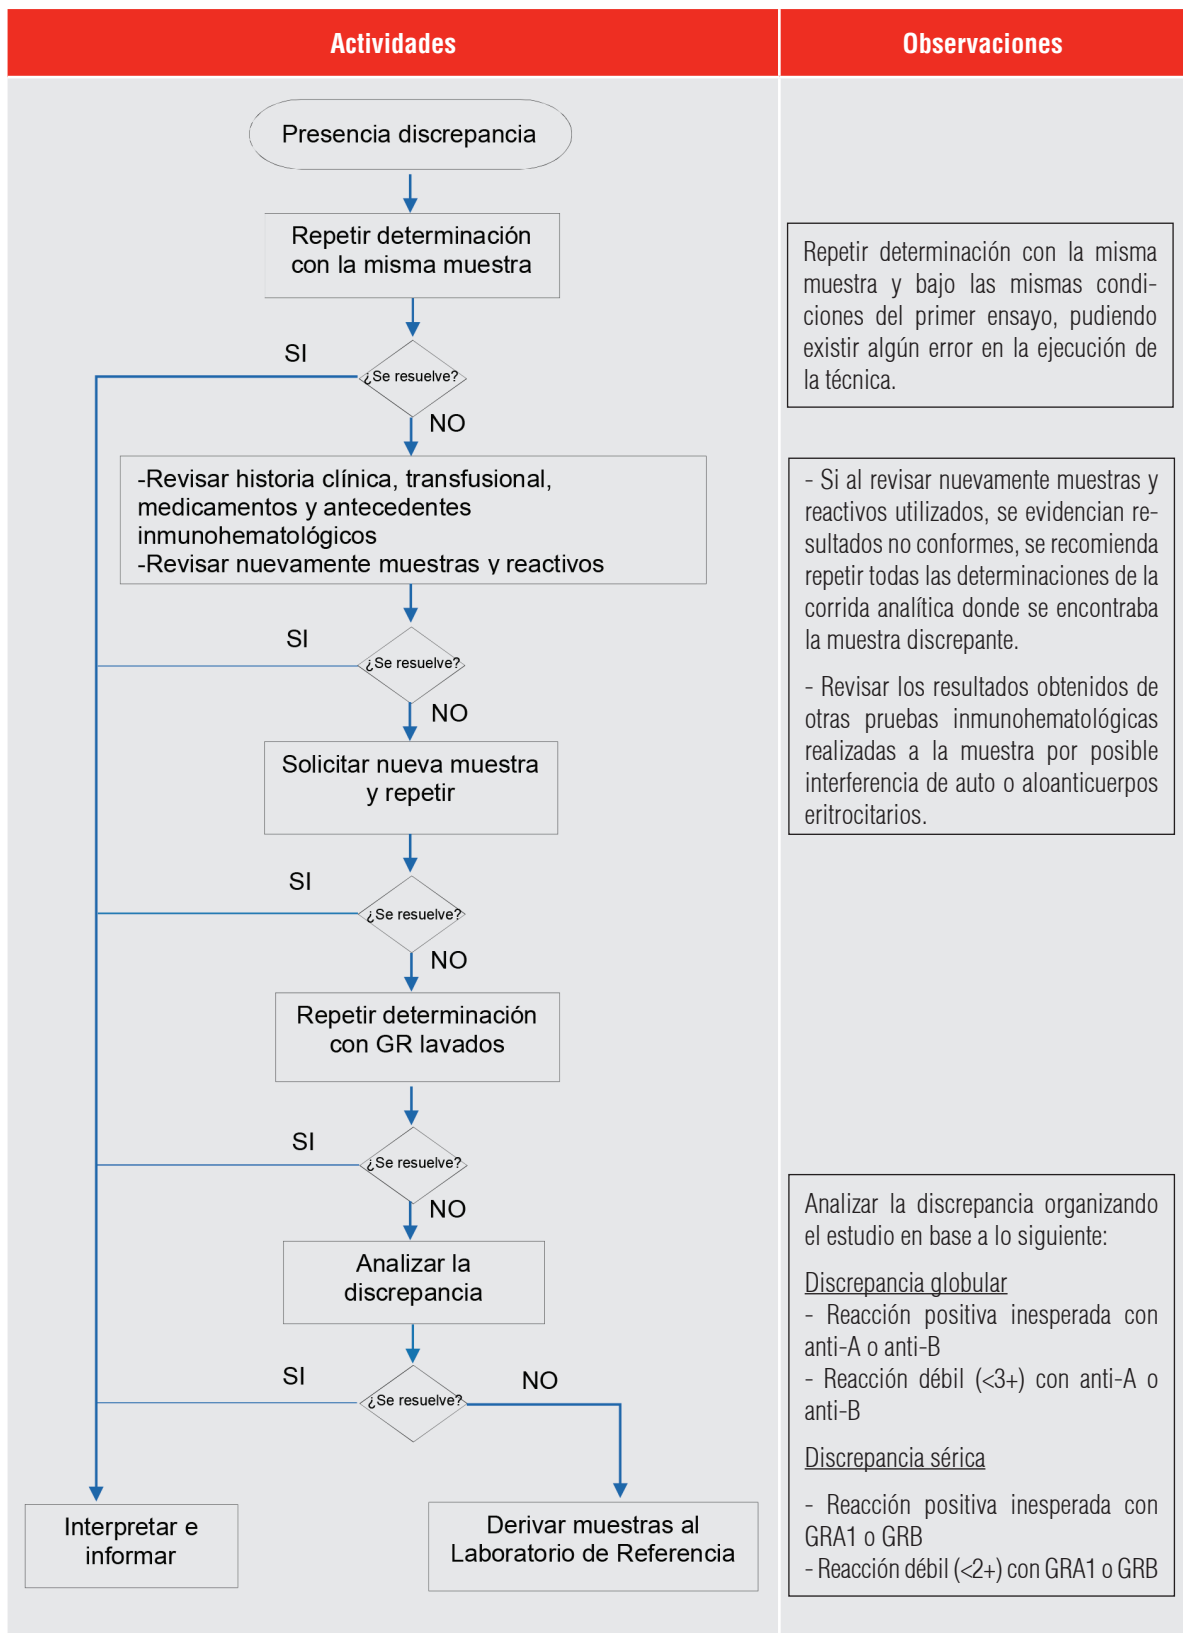 Actividades
Observaciones
Presencia discrepancia
Repetir determinación
con la misma muestra
Repetir determinación con la misma
muestra y bajo las mismas condi-
ciones del primer ensayo, pudiendo
existir algún error en la ejecución de
la técnica.
SI
¿Se resuelve?
NO
-Revisar historia clínica, transfusional,
medicamentos y antecedentes
inmunohematológicos
-Revisar nuevamente muestras y reactivos
- Si al revisar nuevamente muestras y
reactivos utilizados, se evidencian re-
sultados no conformes, se recomienda
repetir todas las determinaciones de la
corrida analítica donde se encontraba
la muestra discrepante.
- Revisar los resultados obtenidos de
otras pruebas inmunohematológicas
realizadas a la muestra por posible
interferencia de auto o aloanticuerpos
eritrocitarios.
SI
¿Se resuelve?
NO
Solicitar nueva muestra
y repetir
SI
¿Se resuelve?
NO
Repetir determinación
con GR lavados
SI
¿Se resuelve?
NO
Analizar la
discrepancia
Analizar la discrepancia organizando
el estudio en base a lo siguiente:
Discrepancia globular
- Reacción positiva inesperada con
anti-A o anti-B
- Reacción débil (<3+) con anti-A o
anti-B
Discrepancia sérica
- Reacción positiva inesperada con
GRA1 o GRB
- Reacción débil (<2+) con GRA1 o GRB
SI
¿Se resuelve?
NO
Interpretar e
informar
Derivar muestras al
Laboratorio de Referencia